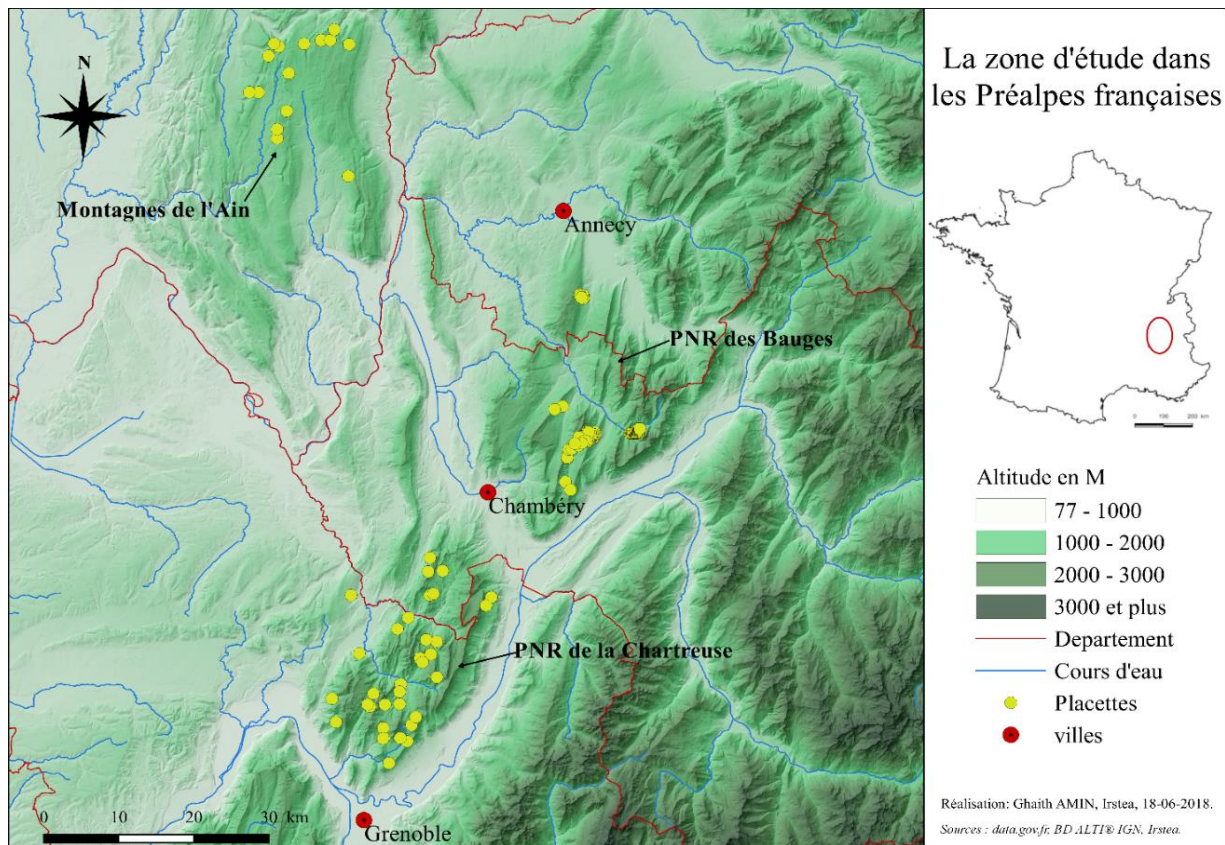 N
Montagnes de l'Ain
Annecy
PNR des Bauges
Chambéry
PNR de la Chartreuse
0 10 20 30 km
Grenoble
La zone d'étude dans
les Préalpes françaises
0 100 200 km
Altitude en M
77 - 1000
1000 - 2000
2000 - 3000
3000 et plus
Departement
Cours d'eau
Placettes
villes
Réalisation: Ghaith AMIN, Irstea, 18-06-2018.
Sources : data.gov.fr, BD ALTI® IGN, Irstea.